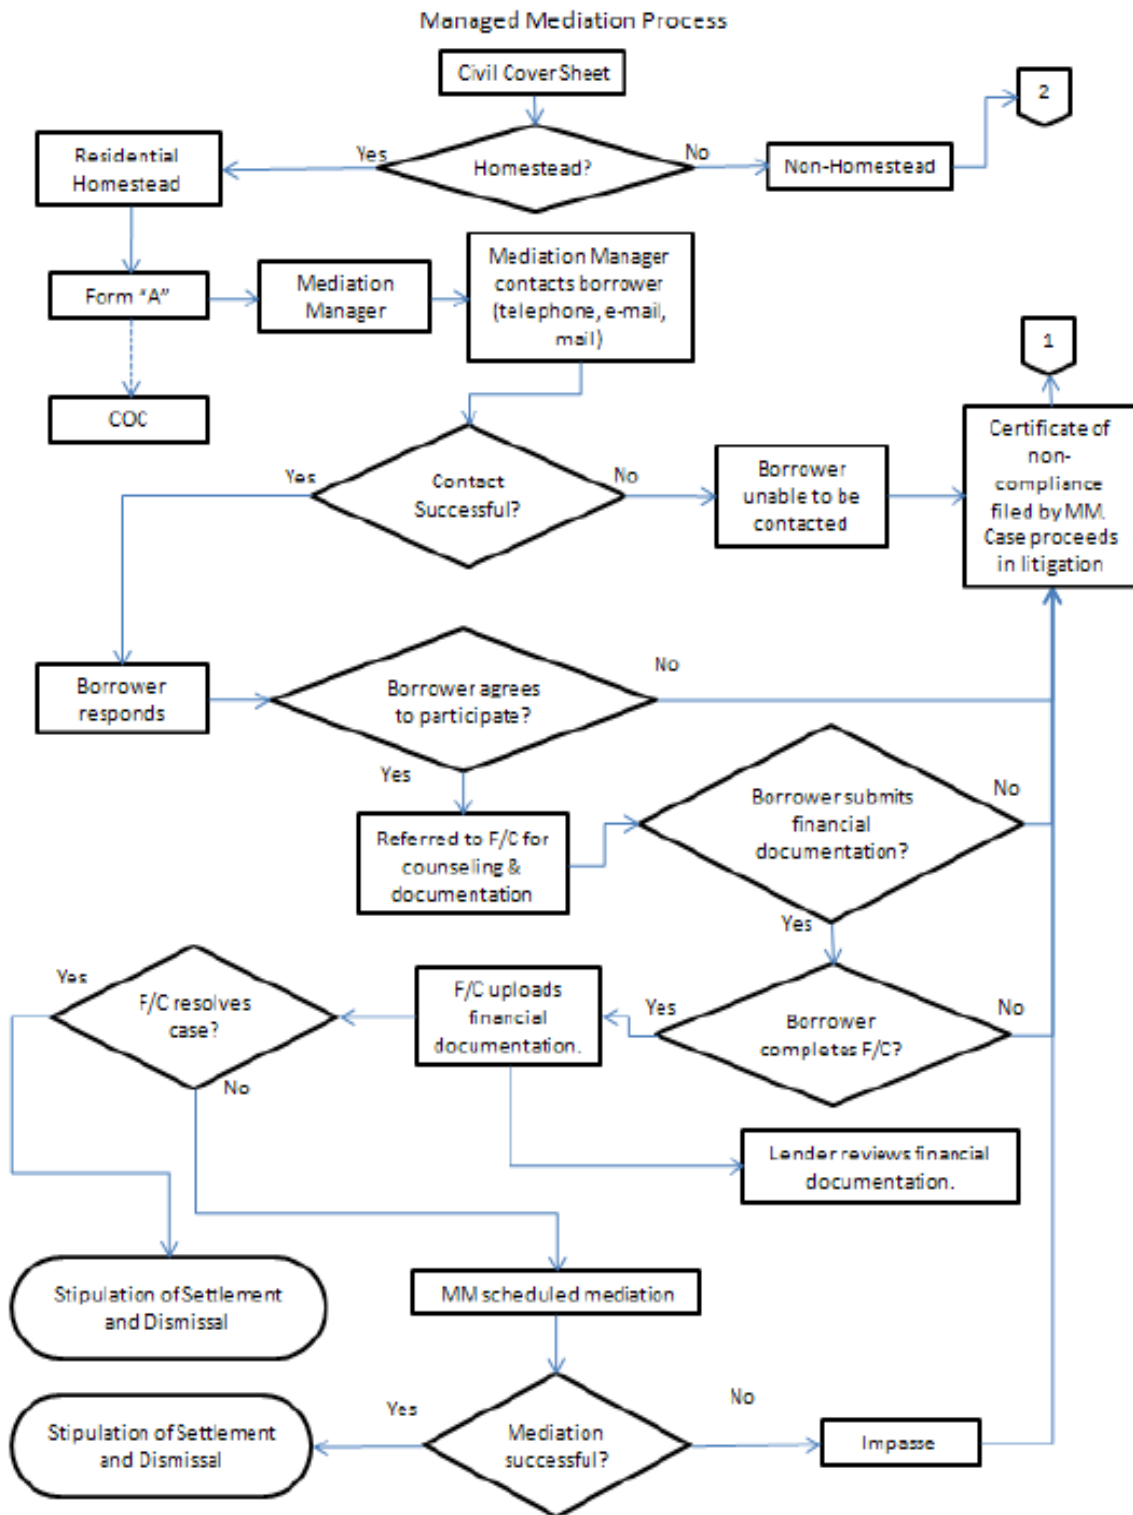 Managed Mediation Process
Civil Cover Sheet
2
Residential
Homestead
Yes
Homestead?
No
Non-Homestead
Form “A”
Mediation
Manager
Mediation Manager
contacts borrower
(telephone, e-mail,
mail)
1
COC
Yes
Contact
Successful?
No
Borrower
unable to be
contacted
Certificate of
non-
compliance
filed by MM.
Case proceeds
in litigation
Borrower
responds
Borrower agrees
to participate?
No
Yes
Referred to F/C for
counseling &
documentation
Borrower submits
financial
documentation?
No
Yes
Yes
F/C resolves
case?
No
F/C uploads
financial
documentation.
Yes
Borrower
completes F/C?
No
Lender reviews financial
documentation.
Stipulation of Settlement
and Dismissal
MM scheduled mediation
Stipulation of Settlement
and Dismissal
Yes
Mediation
successful?
No
Impasse